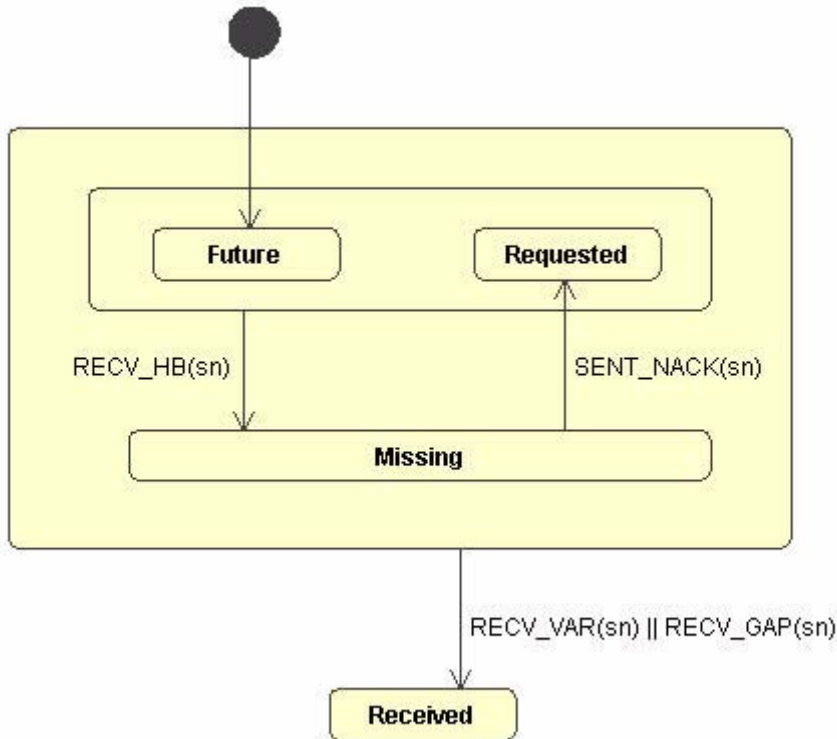 Future
Requested
RECV_HB(sn)
SENT_NACK(sn)
Missing
RECV_VAR(sn) || RECV_GAP(sn)
Received